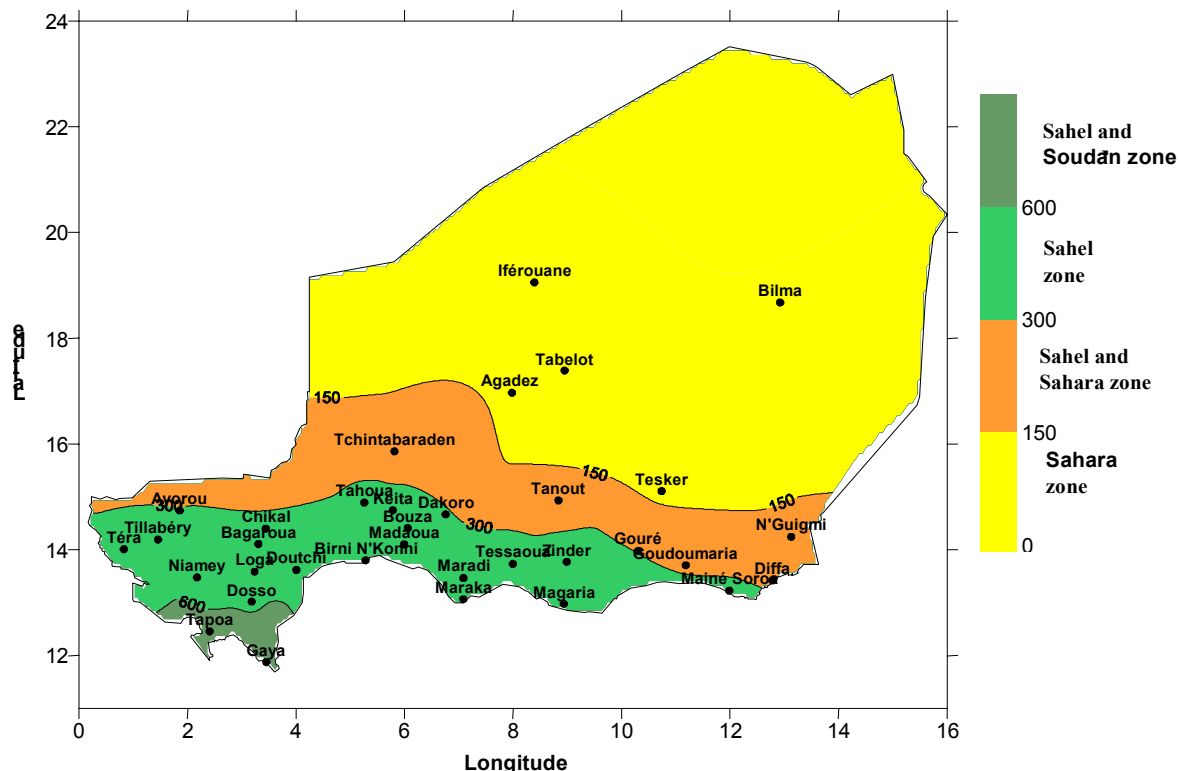 24
22
20
18
16
14
12
Latitude
0
2
4
6
8
10
12
14
16
Longitude
Iférouane
Bilma
Tabelot
Agadez
150
Tchintabaraden
150
Tesker
Tanout
150
Ayorou
300
Tahoua
Keita
Dakoro
Chikal
Bouza
300
N'Guigmi
Tillabéry
Téra
Bagaroua
Madaoua
Gouré
Birni N'Konni
Tessaoua
Zinder
Goudoumaria
Loga
Doutchi
Maradi
Diffa
Niamey
Mainé Soroa
Dosso
Maraka
Magaria
600
Tapoa
Gaya
Sahel and
Soudan zone
600
Sahel
zone
300
Sahel and
Sahara zone
150
Sahara
zone
0